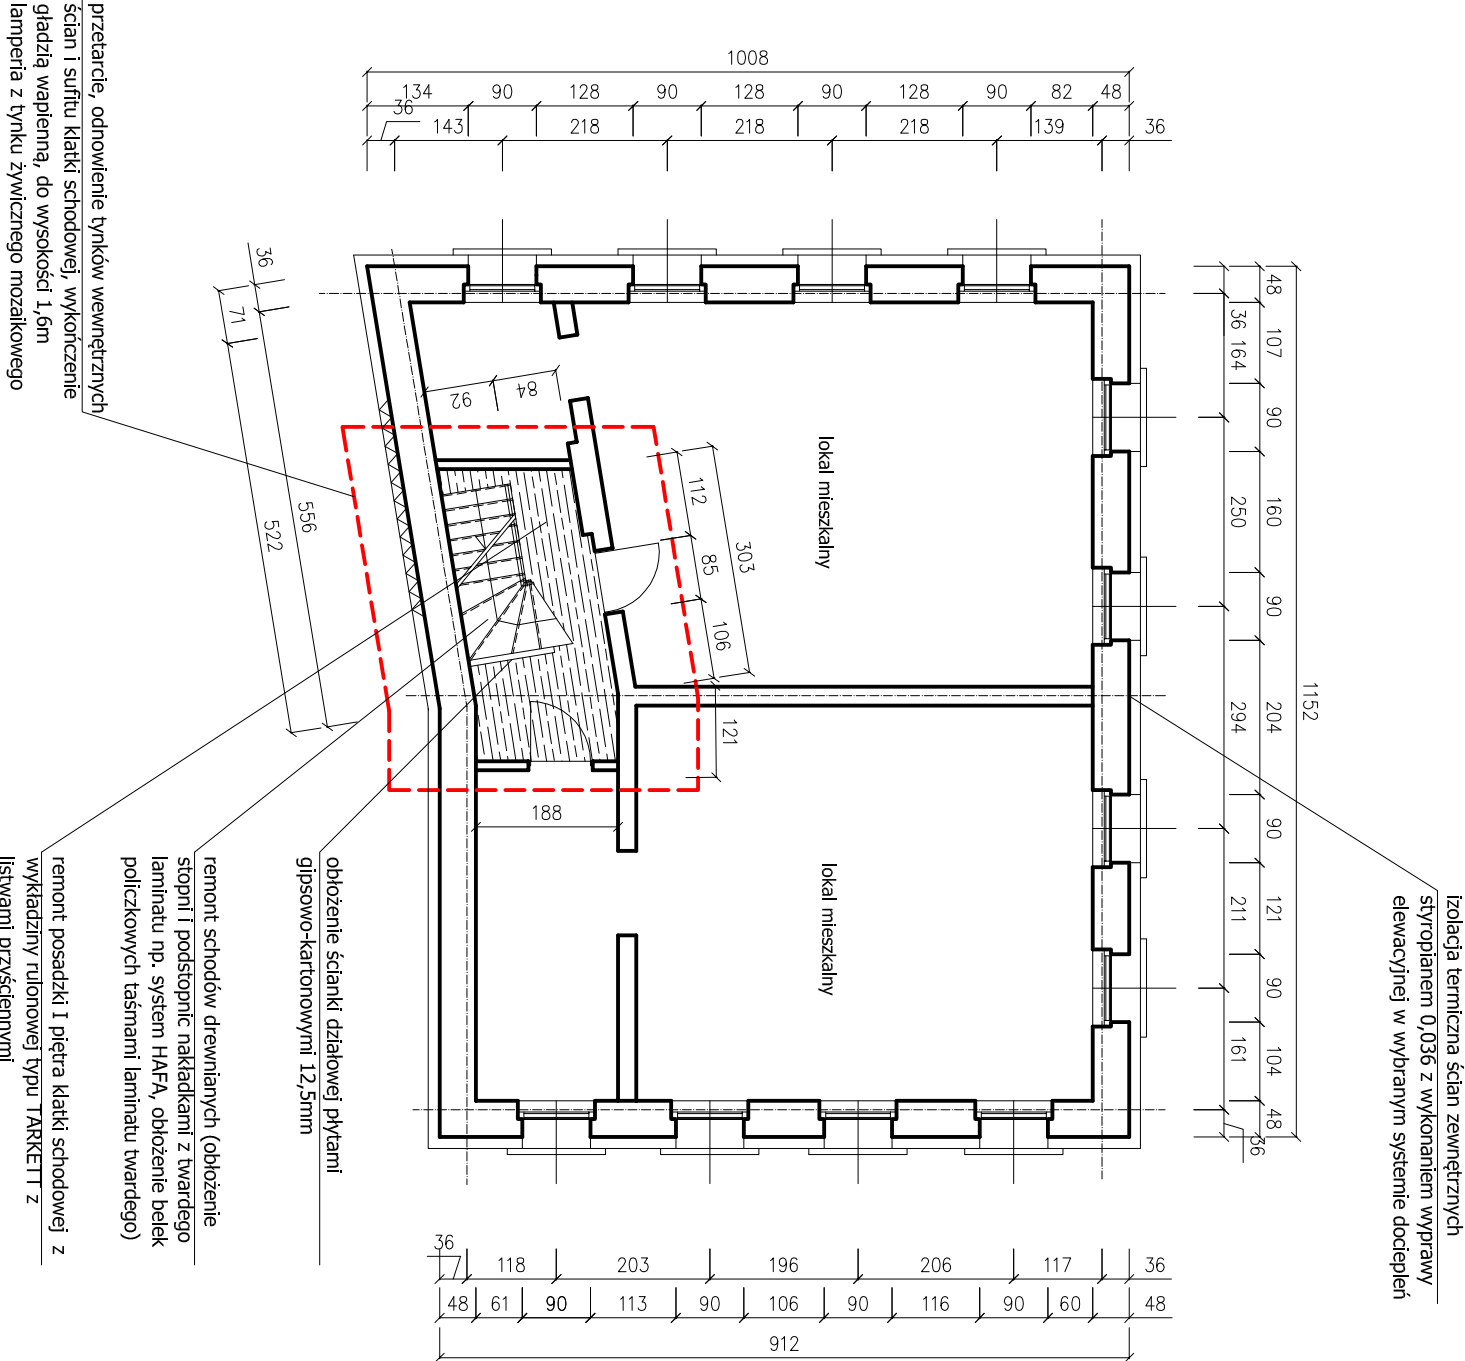 1008
134 90 128 90 128 90 128 90 82 48
36 143 218 218 218 139 36
przetarcie, odnowienie tynków wewnętrznych
ścian i sufitu klatki schodowej, wykończenie
gładzią wapienną, do wysokości 1,6m
lamperia z tynku żywicznego mozaikowego
36
71
556
522
92
84
112
85
106
303
121
188
lokal mieszkalny
lokal mieszkalny
48 107 90 160 90 204 90 121 90 104 48
36 164 250 294 211 161 36
1152
izolacja termiczna ścian zewnętrznych
styropianem 0,036 z wykonaniem wyprawy
elewacyjnej w wybranym systemie dociepleń
obłożenie ścianki działowej płytami
gipsowo-kartonowymi 12,5mm
remont schodów drewnianych (obłożenie
stopni i podstopnic nakładkami z twardego
laminatu np. system HAFA, obłożenie belek
policzkowych taśmami laminatu twardego)
remont posadzki I piętra klatki schodowej z
wykładziny rulonowej typu TARKETT z
listwami przyściennymi
36 118 203 196 206 117 36
48 61 90 113 90 106 90 116 90 60 48
912